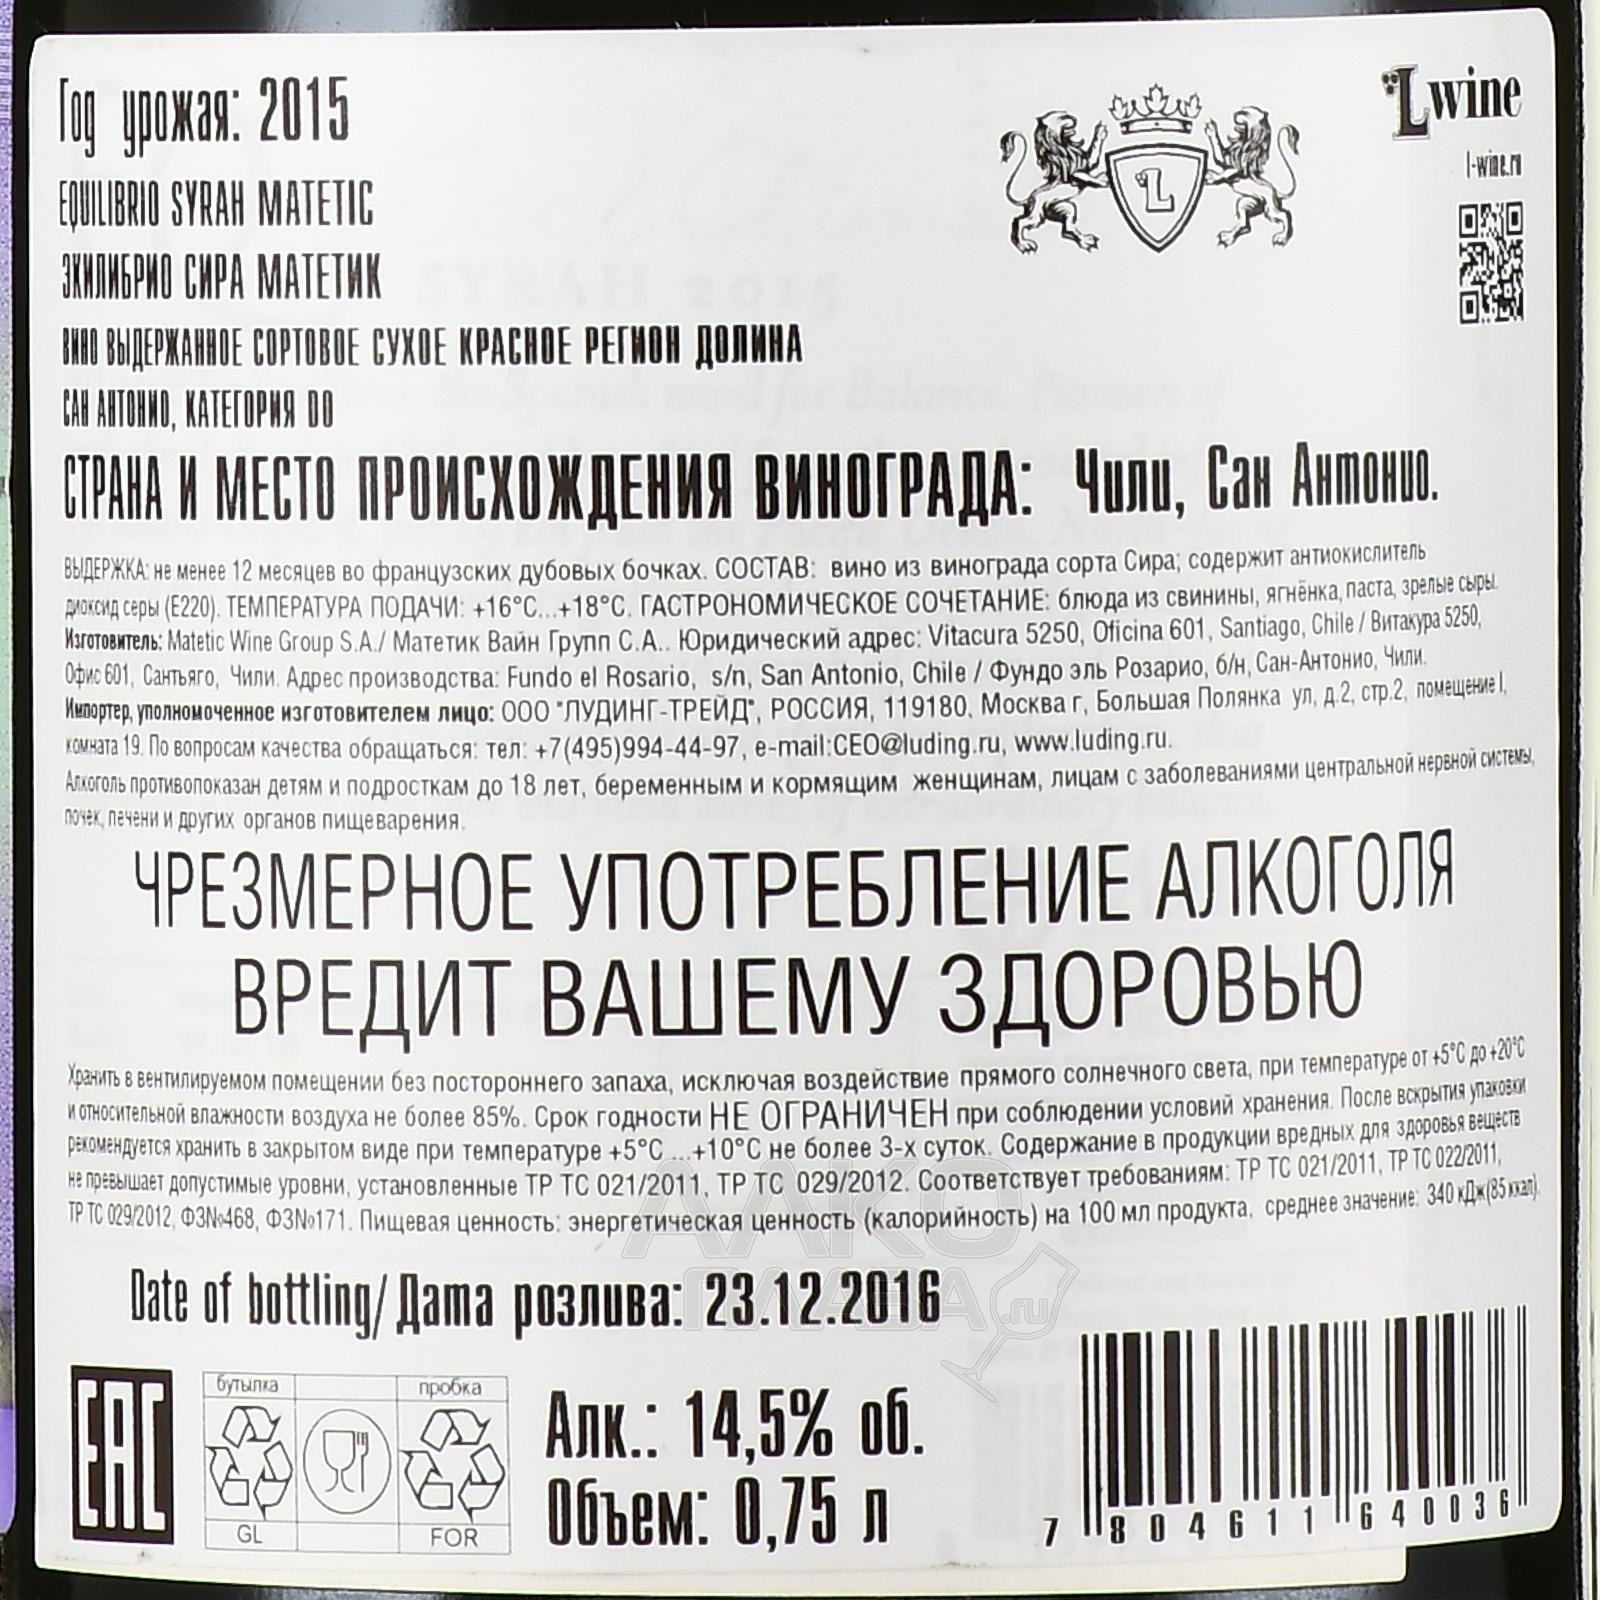 Год урожая: 2015
Lwine
l-wine.ru
L
EQUILIBRIO SYRAH MATETIC
ЭКИЛИБРИО СИРА МАТЕТИК
SYRAH 2015
ВИНО ВЫДЕРЖАННОЕ СОРТОВОЕ СУХОЕ КРАСНОЕ РЕГИОН ДОЛИНА
САН АНТОНИО, КАТЕГОРИЯ DO
СТРАНА И МЕСТО ПРОИСХОЖДЕНИЯ ВИНОГРАДА: Чили, Сан Антонио.
ВЫДЕРЖКА: не менее 12 месяцев во французских дубовых бочках. СОСТАВ: вино из винограда сорта Сира; содержит антиокислитель
диоксид серы (Е220). ТЕМПЕРАТУРА ПОДАЧИ: +16°С...+18°С. ГАСТРОНОМИЧЕСКОЕ СОЧЕТАНИЕ: блюда из свинины, ягнёнка, паста, зрелые сыры.
Изготовитель: Matetic Wine Group S.A./ Матетик Вайн Групп С.А.. Юридический адрес: Vitacura 5250, Oficina 601, Santiago, Chile / Витакура 5250,
Офис 601, Сантьяго, Чили. Адрес производства: Fundo el Rosario, s/n, San Antonio, Chile / Фундо эль Розарио, б/н, Сан-Антонио, Чили.
Импортер, уполномоченное изготовителем лицо: ООО "ЛУДИНГ-ТРЕЙД", РОССИЯ, 119180, Москва г, Большая Полянка ул, д.2, стр.2, помещение I,
комната 19. По вопросам качества обращаться: тел: +7(495)994-44-97, e-mail:CEO@luding.ru, www.luding.ru.
Алкоголь противопоказан детям и подросткам до 18 лет, беременным и кормящим женщинам, лицам с заболеваниями центральной нервной системы,
почек, печени и других органов пищеварения.
ЧРЕЗМЕРНОЕ УПОТРЕБЛЕНИЕ АЛКОГОЛЯ
ВРЕДИТ ВАШЕМУ ЗДОРОВЬЮ
Хранить в вентилируемом помещении без постороннего запаха, исключая воздействие прямого солнечного света, при температуре от +5°С до +20°С
и относительной влажности воздуха не более 85%. Срок годности НЕ ОГРАНИЧЕН при соблюдении условий хранения. После вскрытия упаковки
рекомендуется хранить в закрытом виде при температуре +5°С ...+10°С не более 3-х суток. Содержание в продукции вредных для здоровья веществ
не превышает допустимые уровни, установленные ТР ТС 021/2011, ТР ТС 029/2012. Соответствует требованиям: ТР ТС 021/2011, ТР ТС 022/2011,
ТР ТС 029/2012, ФЗ№468, ФЗ№171. Пищевая ценность: энергетическая ценность (калорийность) на 100 мл продукта, среднее значение: 340 кДж(85 ккал).
АЛКО
ПЛАВА.ru
Date of bottling/ Дата розлива: 23.12.2016
EAC
бутылка
пробка
GL
FOR
Алк.: 14,5% об.
Объем: 0,75 л
7 804611 640036